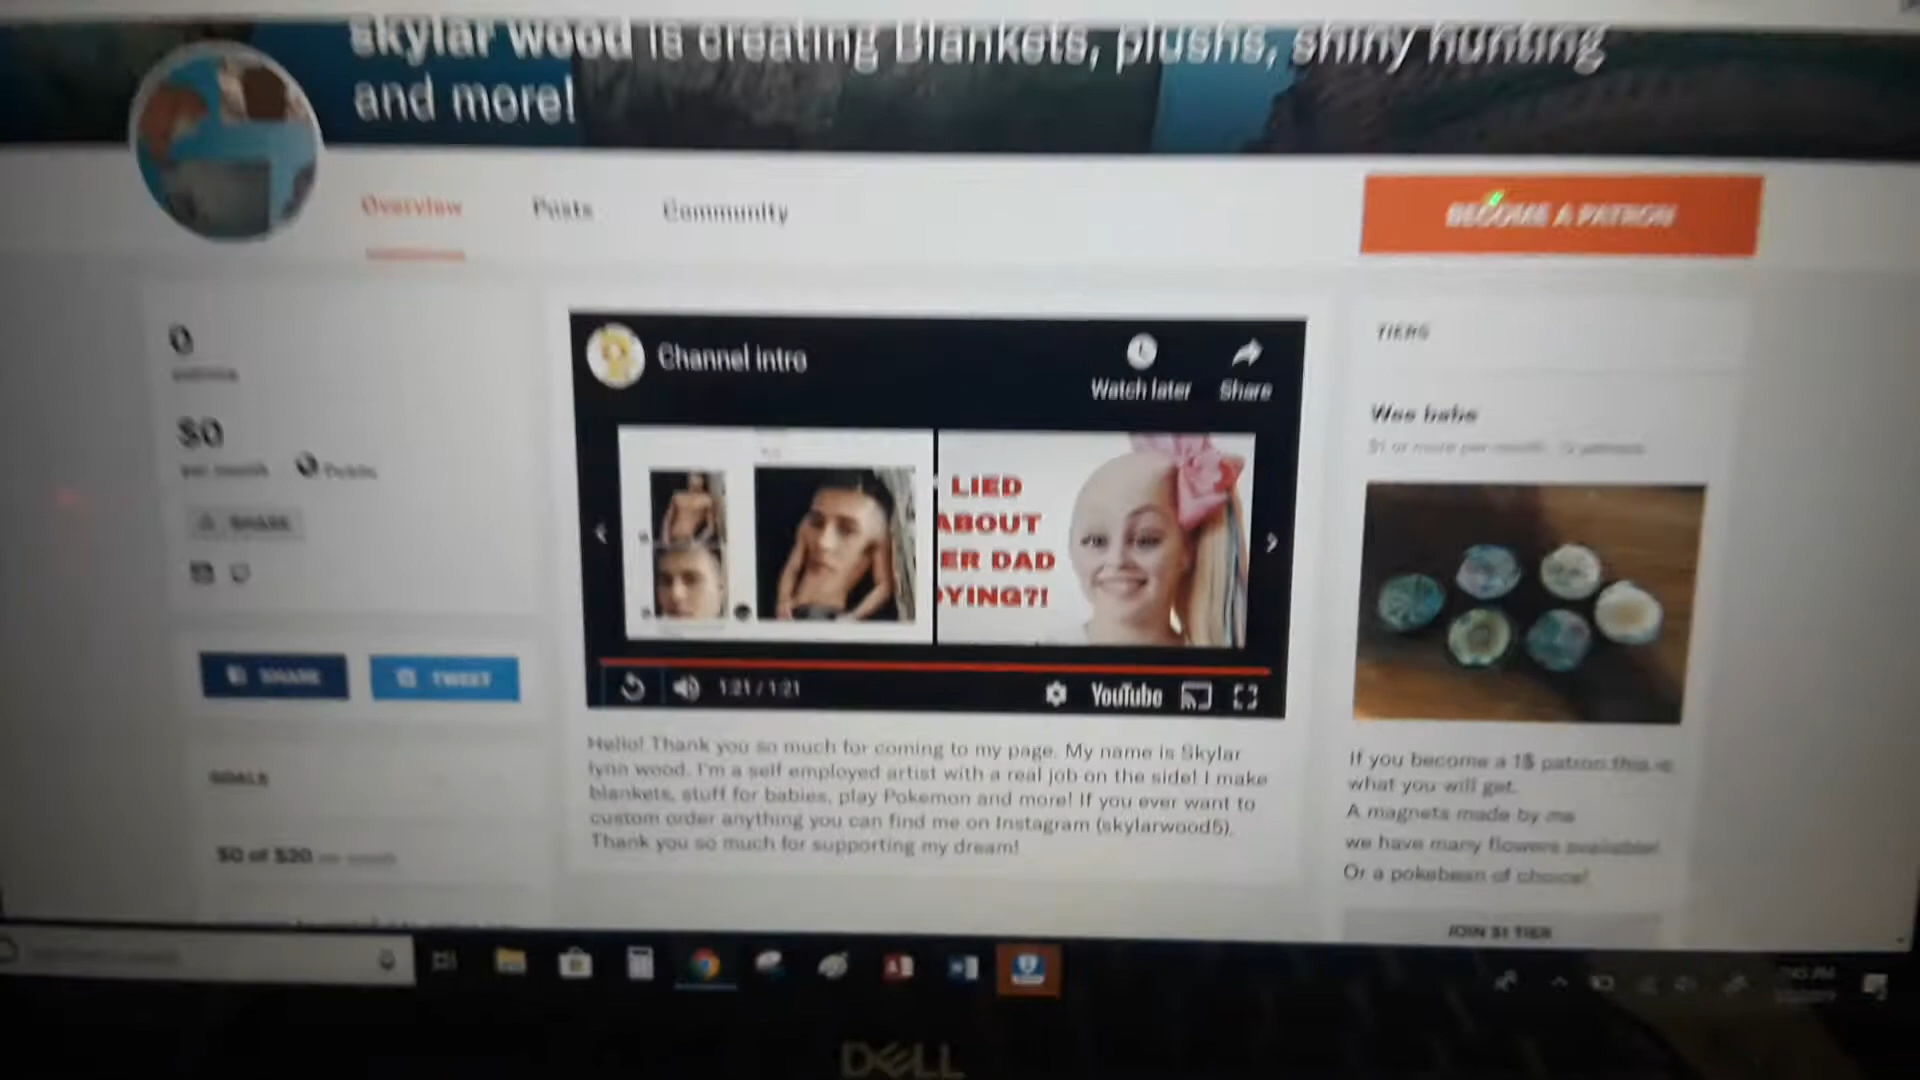 skylar wood is creating Blankets, plushs, shiny hunting
and more!
Overview
Posts
Community
BECOME A PATRON
0
$0
per month
Public
SHARE
SHARE
TWEET
GOALS
$0 of $20 per month
Channel intro
Watch later
Share
LIED
ABOUT
ER DAD
YING?!
1:21 / 1:21
YouTube
Hello! Thank you so much for coming to my page. My name is Skylar
lynn wood. I'm a self employed artist with a real job on the side! I make
blankets, stuff for babies, play Pokemon and more! If you ever want to
custom order anything you can find me on Instagram (skylarwood5).
Thank you so much for supporting my dream!
TIERS
Wee babs
$1 or more per month
If you become a 1$ patron this is
what you will get.
A magnets made by me
we have many flowers available!
Or a pokebean of choice!
JOIN $1 TIER
DELL